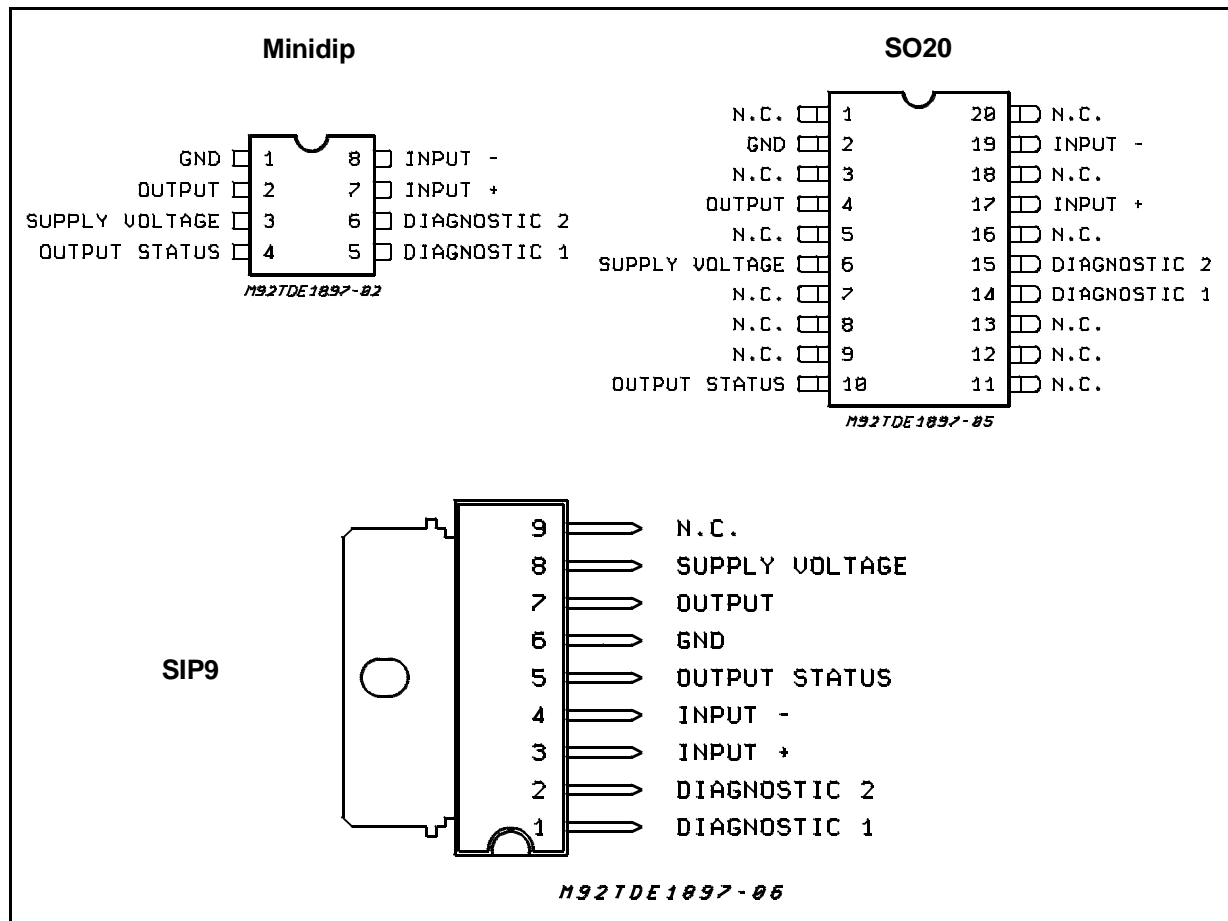 Minidip
GND 1 8 INPUT -
OUTPUT 2 7 INPUT +
SUPPLY VOLTAGE 3 6 DIAGNOSTIC 2
OUTPUT STATUS 4 5 DIAGNOSTIC 1
M92TDE1897-02
SO20
N.C. 1 20 N.C.
GND 2 19 INPUT -
N.C. 3 18 N.C.
OUTPUT 4 17 INPUT +
N.C. 5 16 N.C.
SUPPLY VOLTAGE 6 15 DIAGNOSTIC 2
N.C. 7 14 DIAGNOSTIC 1
N.C. 8 13 N.C.
N.C. 9 12 N.C.
OUTPUT STATUS 10 11 N.C.
M92TDE1897-05
SIP9
9 N.C.
8 SUPPLY VOLTAGE
7 OUTPUT
6 GND
5 OUTPUT STATUS
4 INPUT -
3 INPUT +
2 DIAGNOSTIC 2
1 DIAGNOSTIC 1
M92TDE1897-06